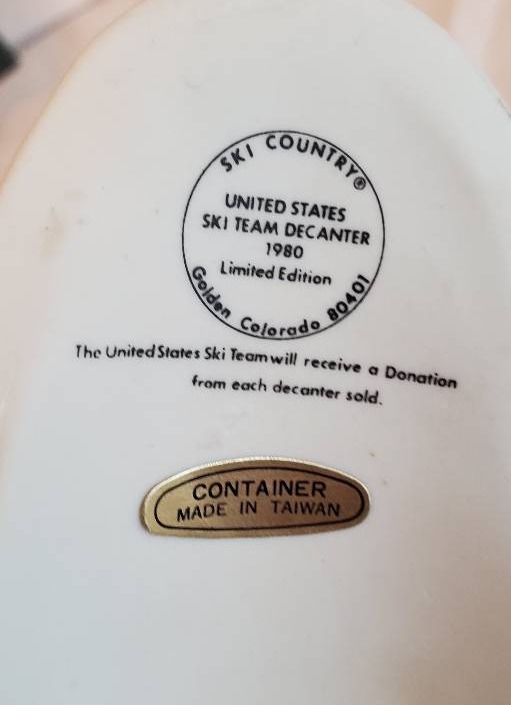 SKI COUNTRY®
UNITED STATES
SKI TEAM DECANTER
1980
Limited Edition
Golden Colorado 80401
The United States Ski Team will receive a Donation
from each decanter sold.
CONTAINER
MADE IN TAIWAN